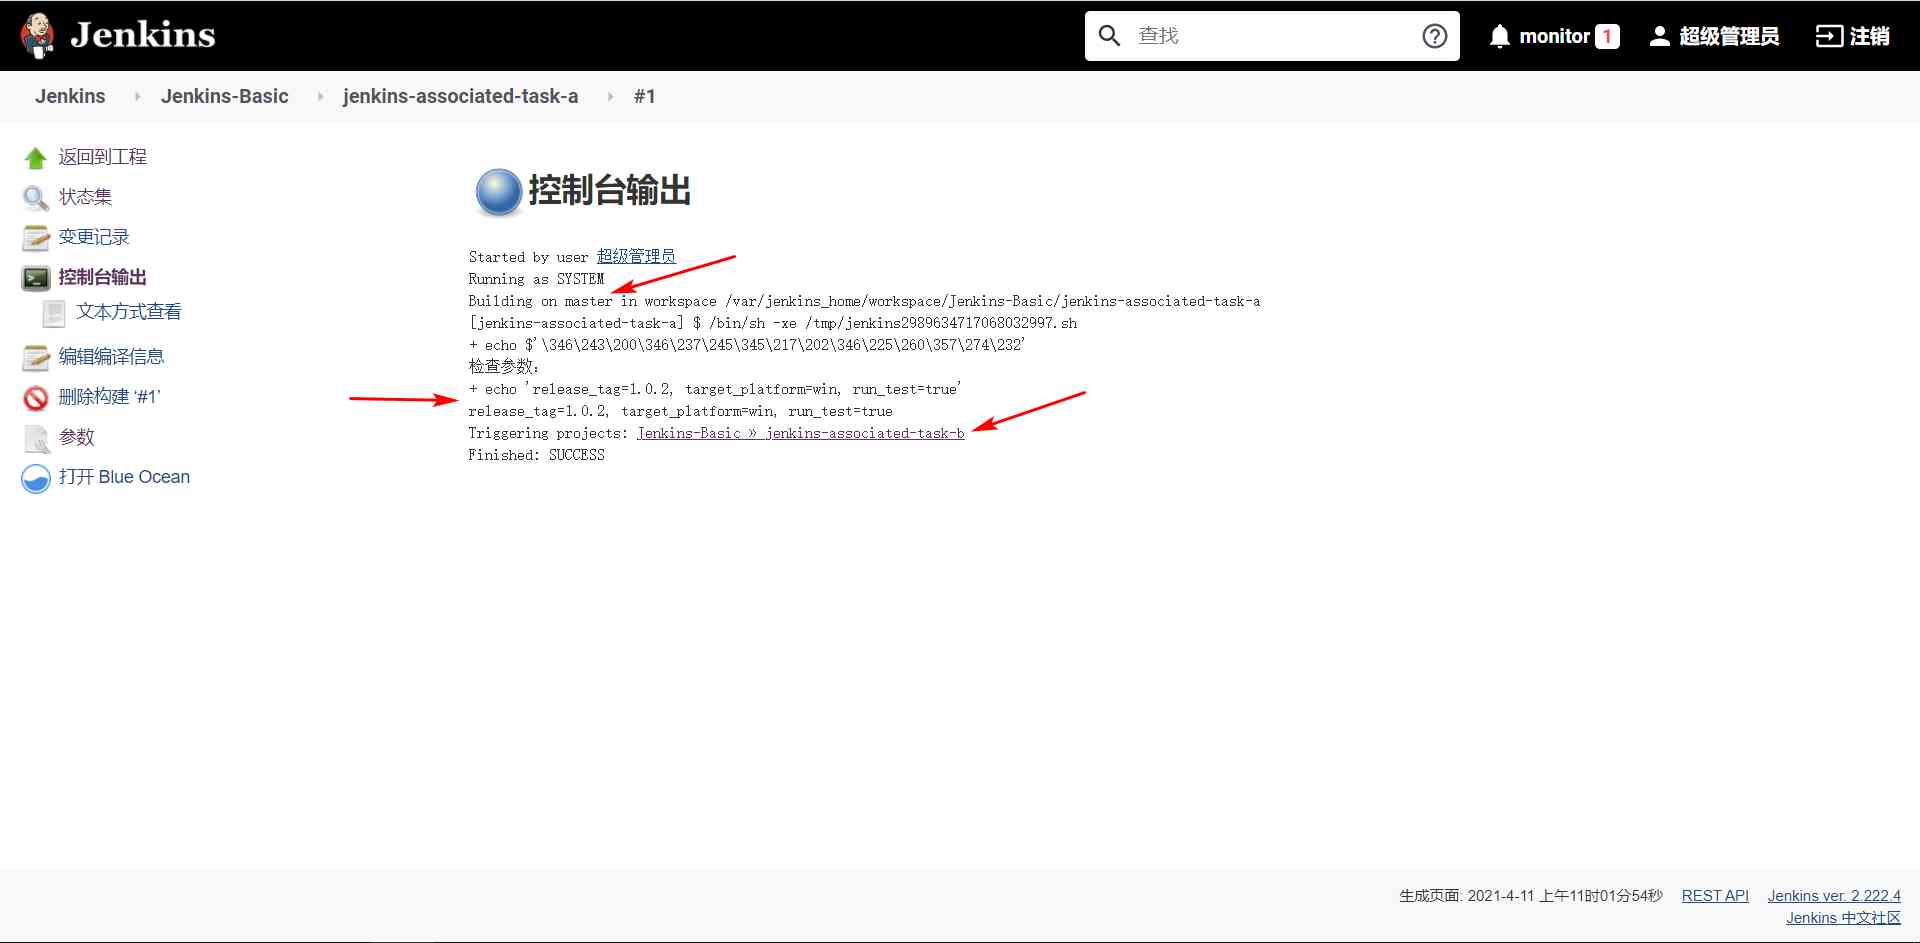 Jenkins
查找
monitor 1
超级管理员
注销
Jenkins
Jenkins-Basic
jenkins-associated-task-a
#1
返回到工程
状态集
变更记录
控制台输出
文本方式查看
编辑编译信息
删除构建 '#1'
参数
打开 Blue Ocean
控制台输出
Started by user 超级管理员
Running as SYSTEM
Building on master in workspace /var/jenkins_home/workspace/Jenkins-Basic/jenkins-associated-task-a
[jenkins-associated-task-a] $ /bin/sh -xe /tmp/jenkins2989634717068032997.sh
+ echo $'\346\243\200\346\237\245\345\217\202\346\225\260\357\274\232'
检查参数：
+ echo 'release_tag=1.0.2, target_platform=win, run_test=true'
release_tag=1.0.2, target_platform=win, run_test=true
Triggering projects: Jenkins-Basic » jenkins-associated-task-b
Finished: SUCCESS
生成页面: 2021-4-11 上午11时01分54秒 REST API Jenkins ver. 2.222.4
Jenkins 中文社区